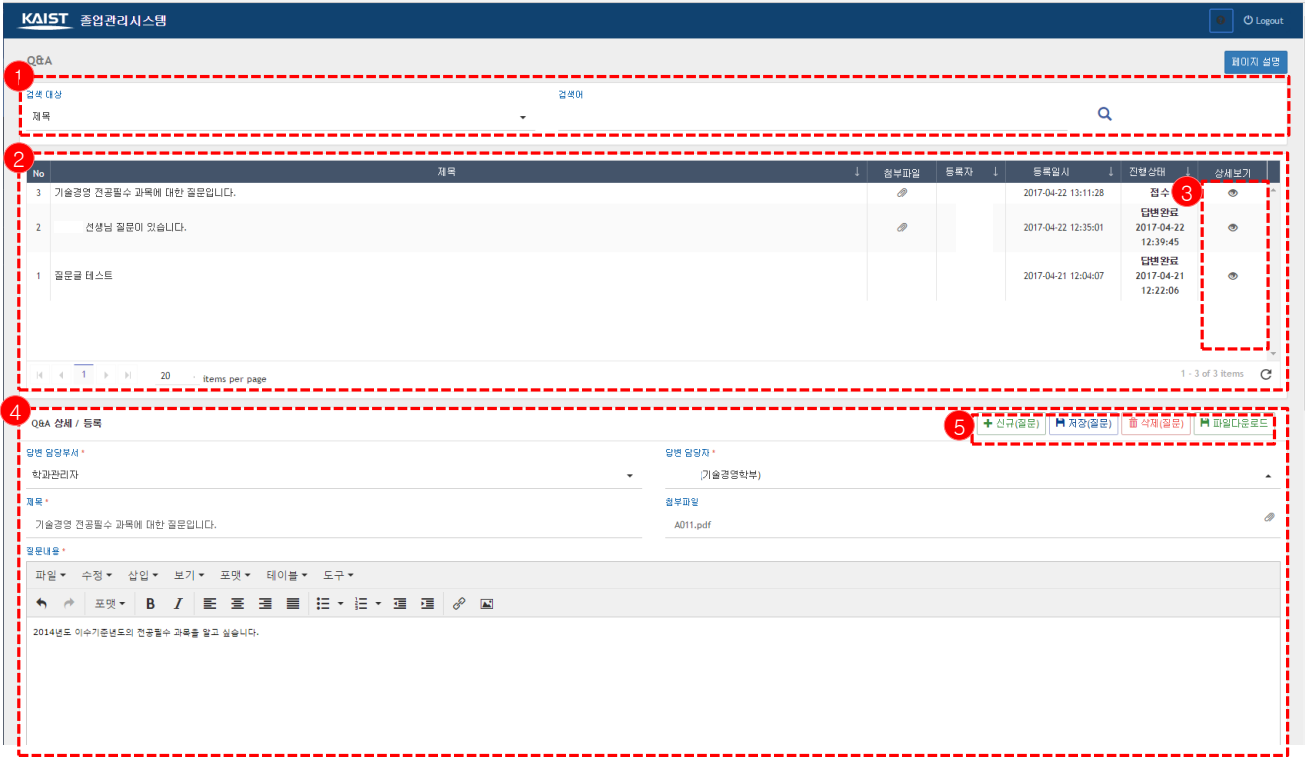 KAIST 졸업관리시스템
Logout
Q&A
페이지 설명
1
검색 대상
검색어
제목
2
No 제목 ↓ 첨부파일 등록자 ↓ 등록일시 ↓ 진행상태 ↓ 상세보기
3
3 기술경영 전공필수 과목에 대한 질문입니다. 2017-04-22 13:11:28 접수
2 선생님 질문이 있습니다. 2017-04-22 12:35:01 답변완료
2017-04-22
12:39:45
1 질문글 테스트 2017-04-21 12:04:07 답변완료
2017-04-21
12:22:06
1 20 items per page
1 - 3 of 3 items
4
Q&A 상세 / 등록
5
신규(질문) 저장(질문) 삭제(질문) 파일다운로드
답변 담당부서 *
답변 담당자 *
학과관리자
(기술경영학부)
제목 *
첨부파일
기술경영 전공필수 과목에 대한 질문입니다.
A011.pdf
질문내용 *
파일 수정 삽입 보기 포맷 테이블 도구
포맷 B I
2014년도 이수기준년도의 전공필수 과목을 알고 싶습니다.